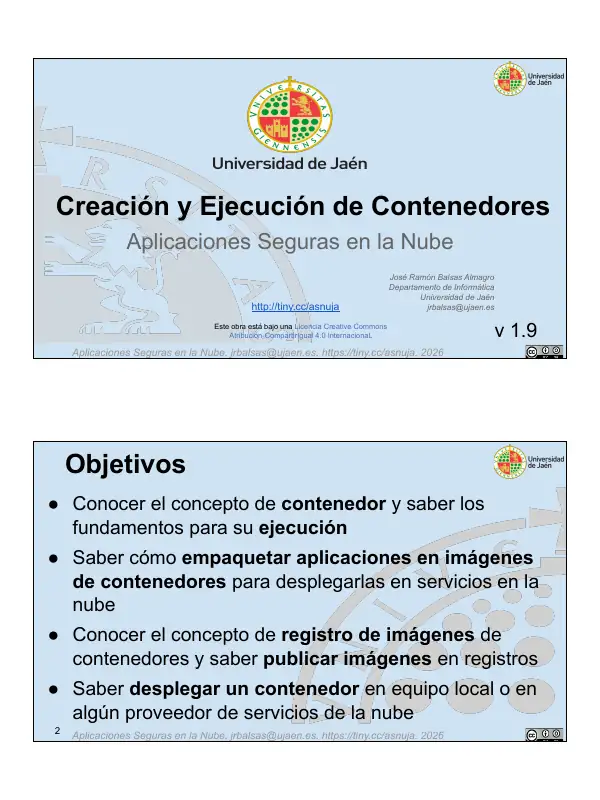 Universidad
de Jaén
UNIVERSITAS
GIENNENSIS
Universidad de Jaén
Creación y Ejecución de Contenedores
Aplicaciones Seguras en la Nube
José Ramón Balsas Almagro
Departamento de Informática
Universidad de Jaén
jrbalsas@ujaen.es
http://tiny.cc/asnuja
Este obra está bajo una Licencia Creative Commons
Atribución-CompartirIgual 4.0 Internacional.
v 1.9
Aplicaciones Seguras en la Nube. jrbalsas@ujaen.es. https://tiny.cc/asnuja. 2026
Objetivos
Universidad
de Jaén
● Conocer el concepto de contenedor y saber los
fundamentos para su ejecución
● Saber cómo empaquetar aplicaciones en imágenes
de contenedores para desplegarlas en servicios en la
nube
● Conocer el concepto de registro de imágenes de
contenedores y saber publicar imágenes en registros
● Saber desplegar un contenedor en equipo local o en
algún proveedor de servicios de la nube
2
Aplicaciones Seguras en la Nube. jrbalsas@ujaen.es. https://tiny.cc/asnuja. 2026